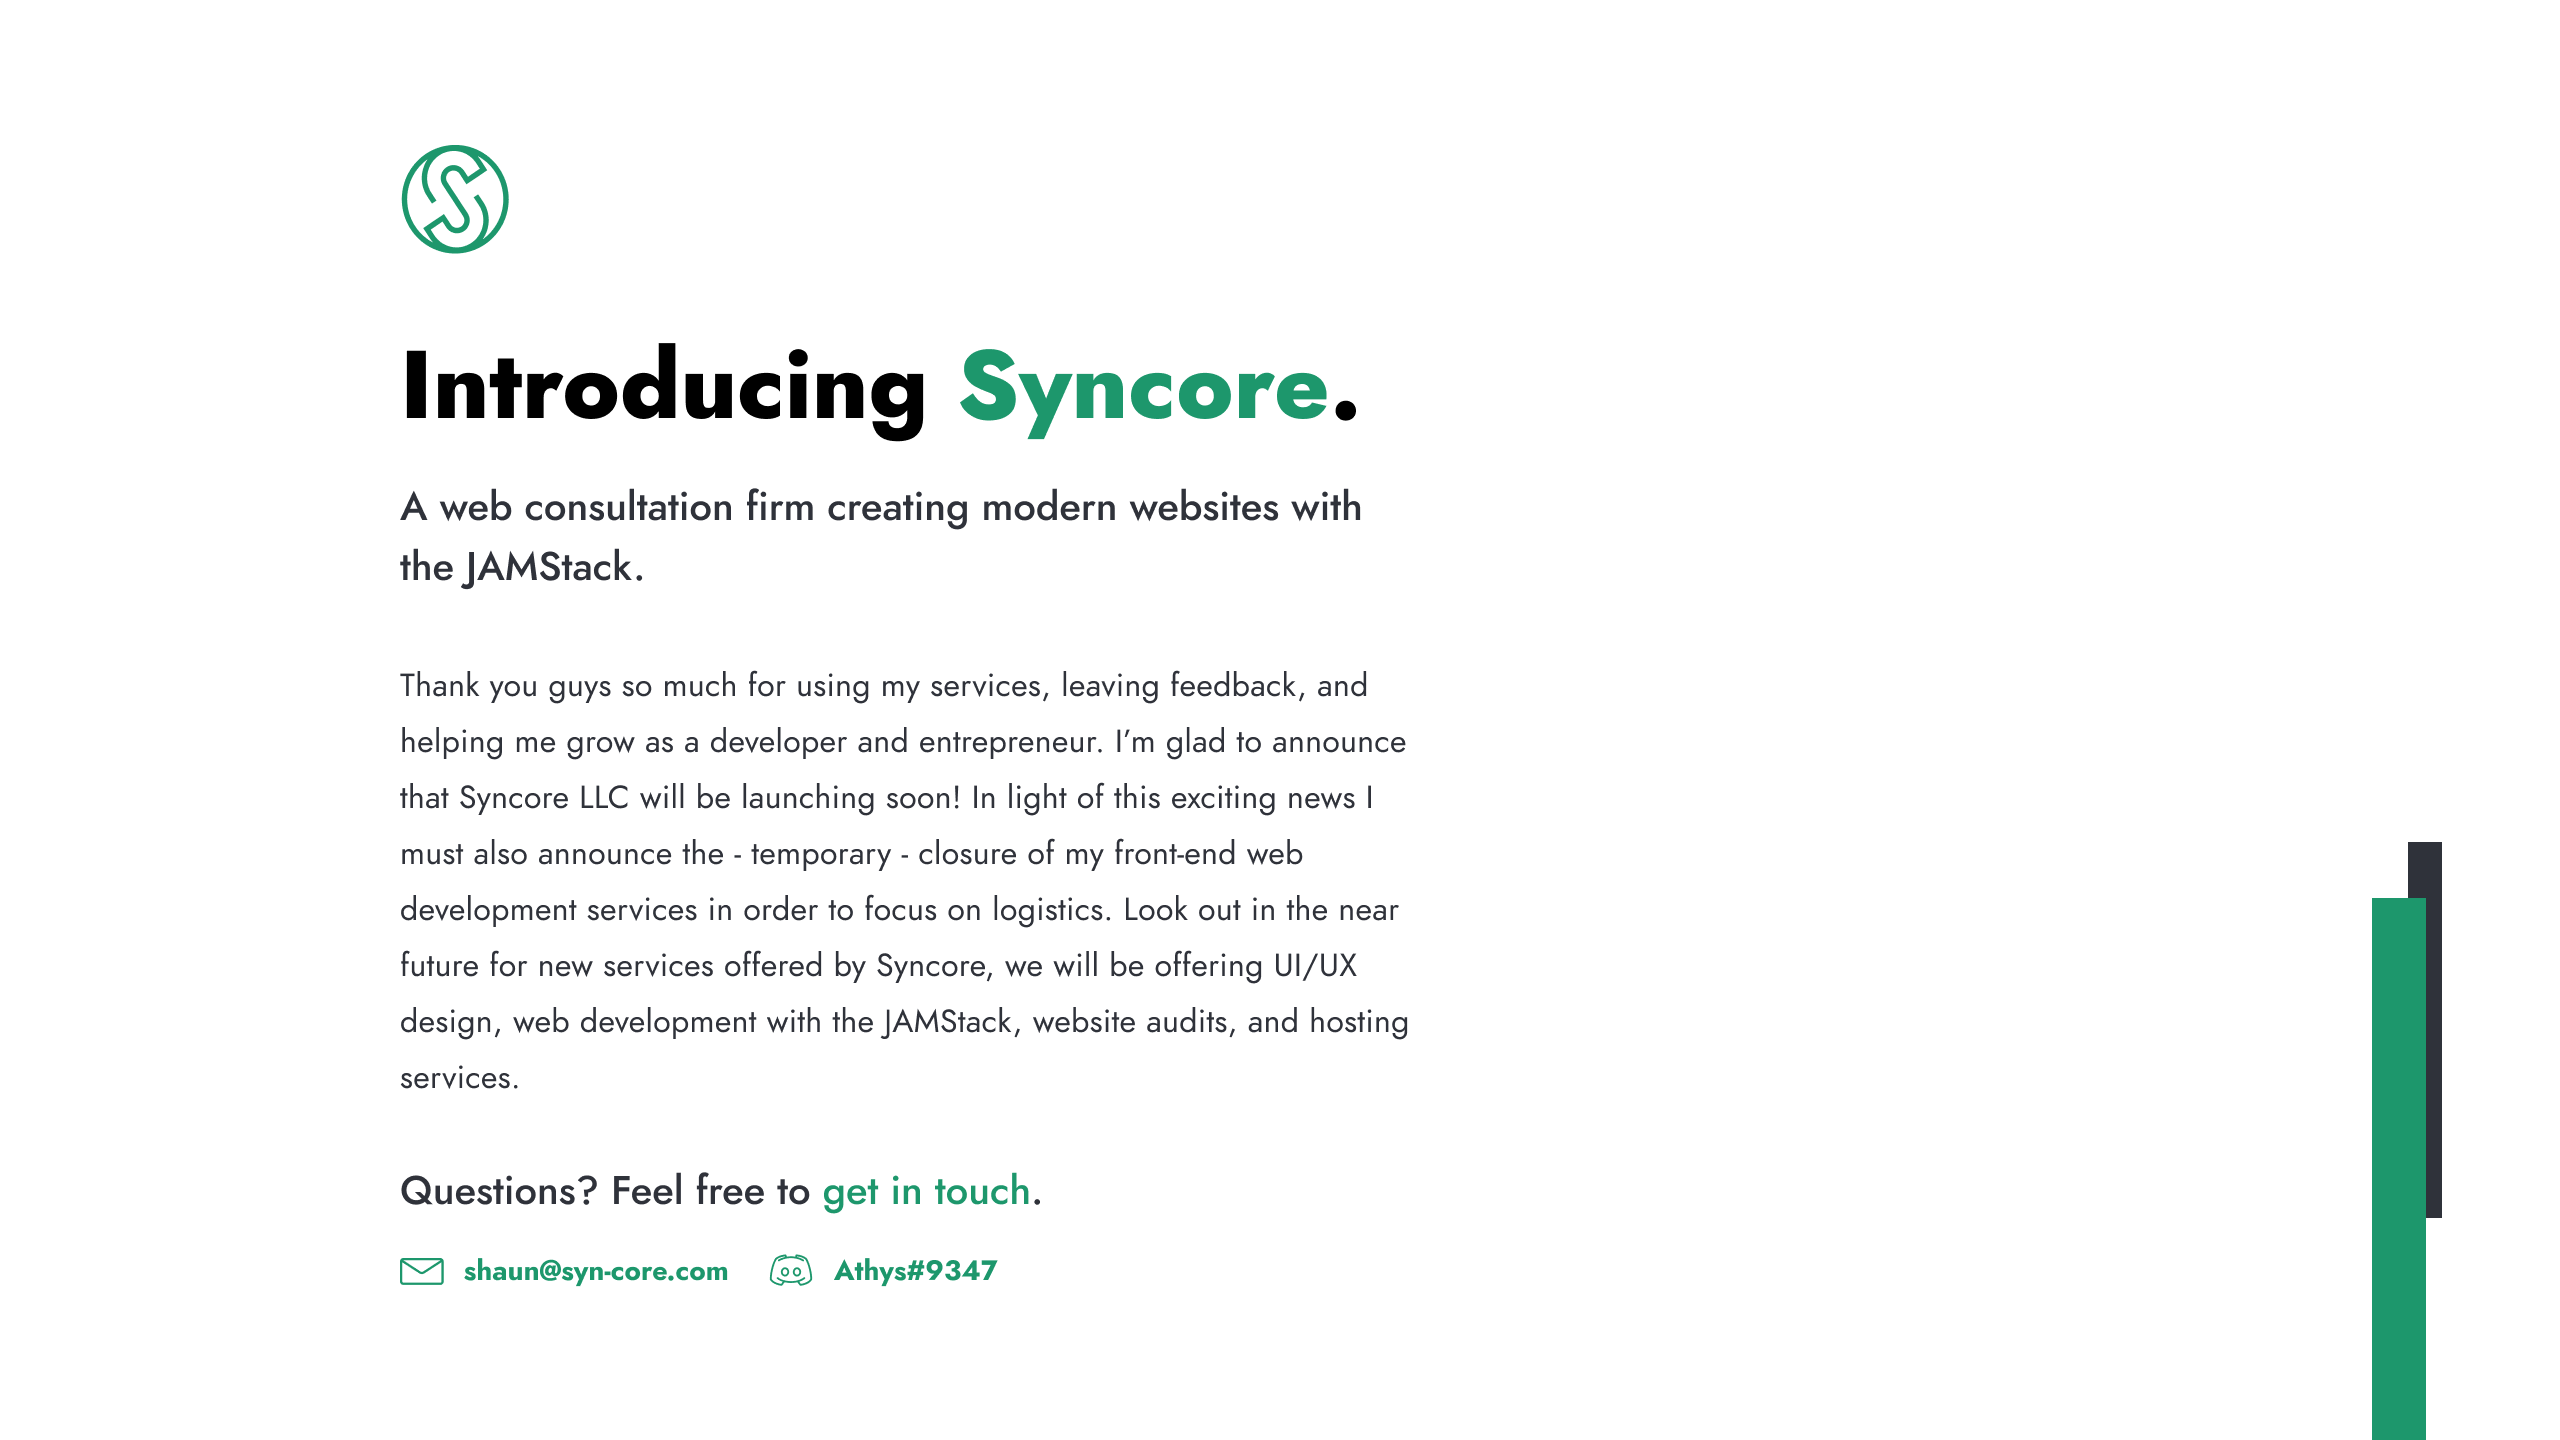 Introducing Syncore.
A web consultation firm creating modern websites with
the JAMStack.
Thank you guys so much for using my services, leaving feedback, and
helping me grow as a developer and entrepreneur. I’m glad to announce
that Syncore LLC will be launching soon! In light of this exciting news I
must also announce the - temporary - closure of my front-end web
development services in order to focus on logistics. Look out in the near
future for new services offered by Syncore, we will be offering UI/UX
design, web development with the JAMStack, website audits, and hosting
services.
Questions? Feel free to get in touch.
shaun@syn-core.com Athys#9347